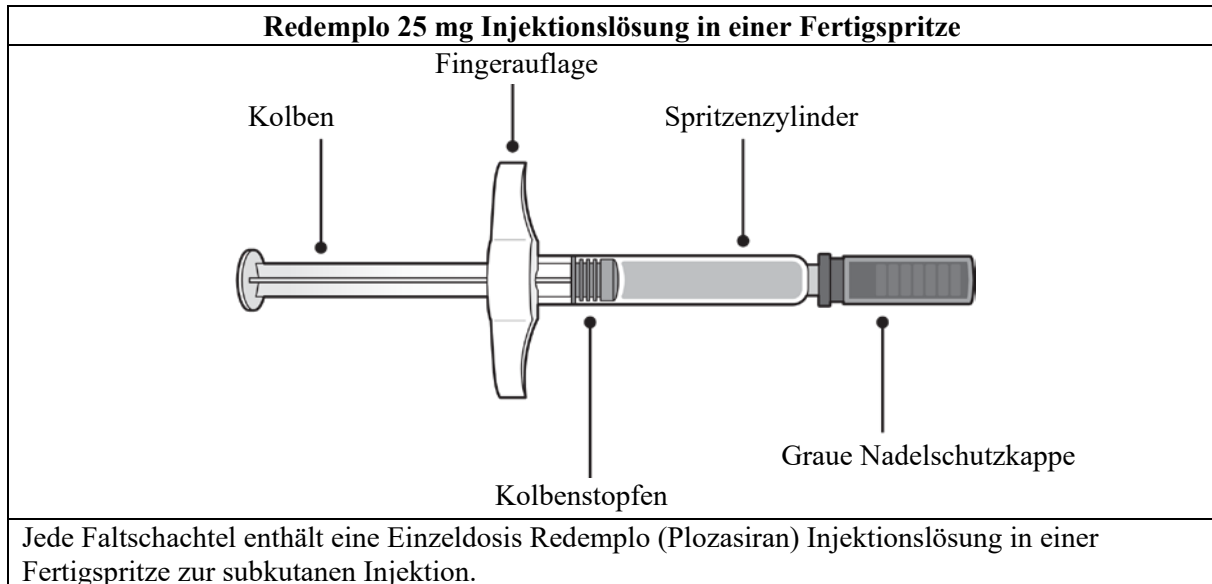 Redemplo 25 mg Injektionslösung in einer Fertigspritze
Fingerauflage
Kolben
Spritzenzylinder
Graue Nadelschutzkappe
Kolbenstopfen
Jede Faltschachtel enthält eine Einzeldosis Redemplo (Plozasiran) Injektionslösung in einer
Fertigspritze zur subkutanen Injektion.